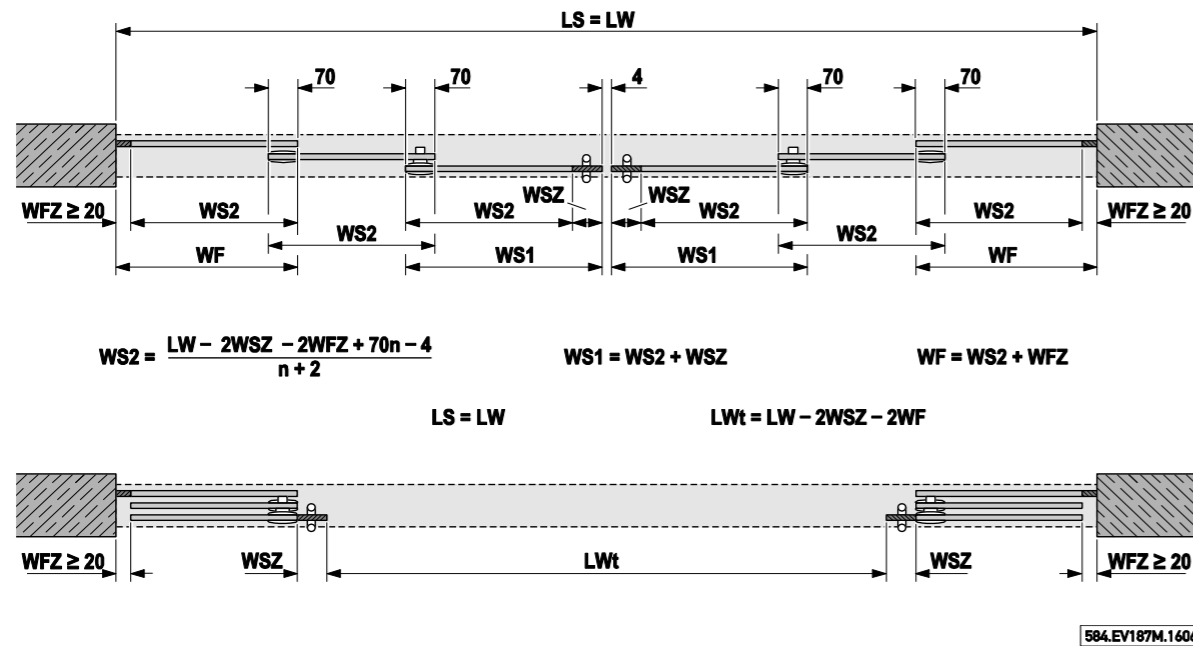 LS = LW
70 70 4 70 70
WSZ WSZ
WFZ ≥ 20 WS2 WS2 WS2 WS2 WFZ ≥ 20
WS2 WS2
WF WS1 WS1 WF
WS2 = LW - 2WSZ - 2WFZ + 70n - 4 / n + 2 WS1 = WS2 + WSZ WF = WS2 + WFZ
LS = LW LWt = LW - 2WSZ - 2WF
WFZ ≥ 20 WSZ LWt WSZ WFZ ≥ 20
584.EV187M.1606